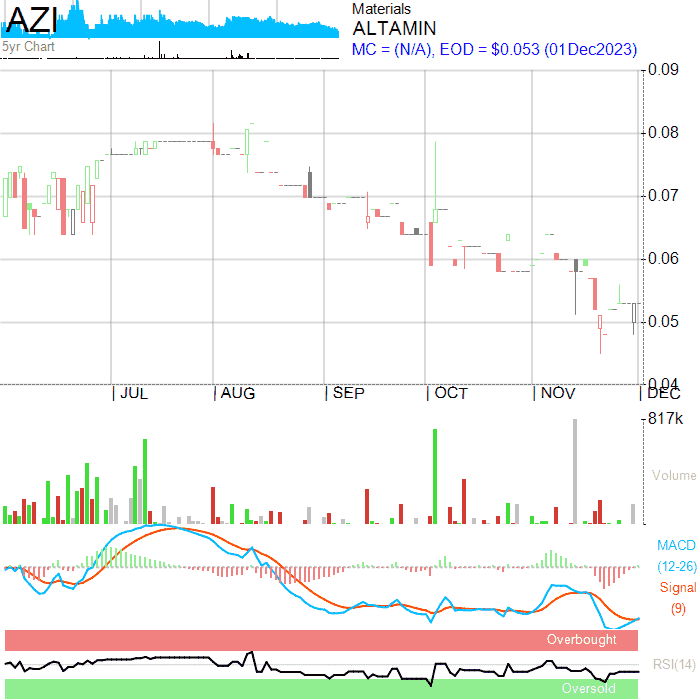 AZI
5yr Chart
Materials
ALTAMIN
MC = (N/A), EOD = $0.053 (01Dec2023)
0.09
0.08
0.07
0.06
0.05
0.04
JUL
AUG
SEP
OCT
NOV
DEC
817k
Volume
MACD
(12-26)
Signal
(9)
Overbought
RSI(14)
Oversold